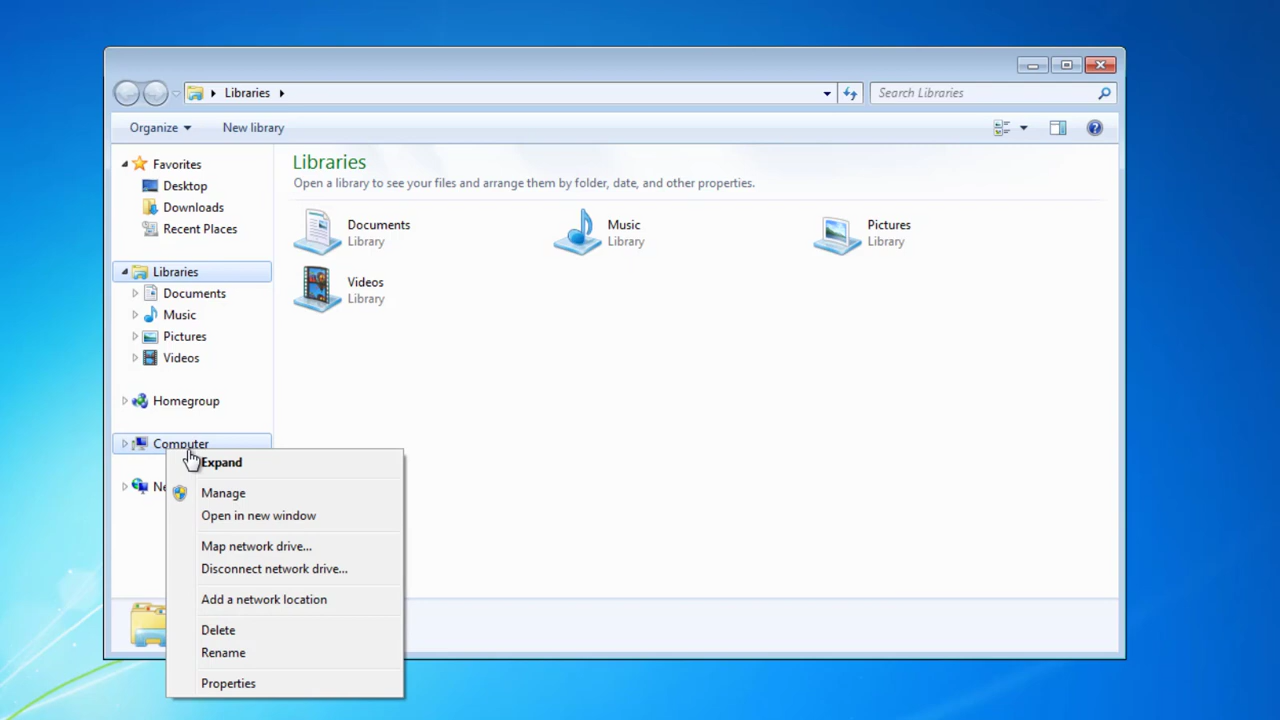 Libraries
Search Libraries
Organize
New library
Favorites
Desktop
Downloads
Recent Places
Libraries
Documents
Music
Pictures
Videos
Homegroup
Computer
Ne
Libraries
Open a library to see your files and arrange them by folder, date, and other properties.
Documents
Library
Music
Library
Pictures
Library
Videos
Library
Expand
Manage
Open in new window
Map network drive...
Disconnect network drive...
Add a network location
Delete
Rename
Properties